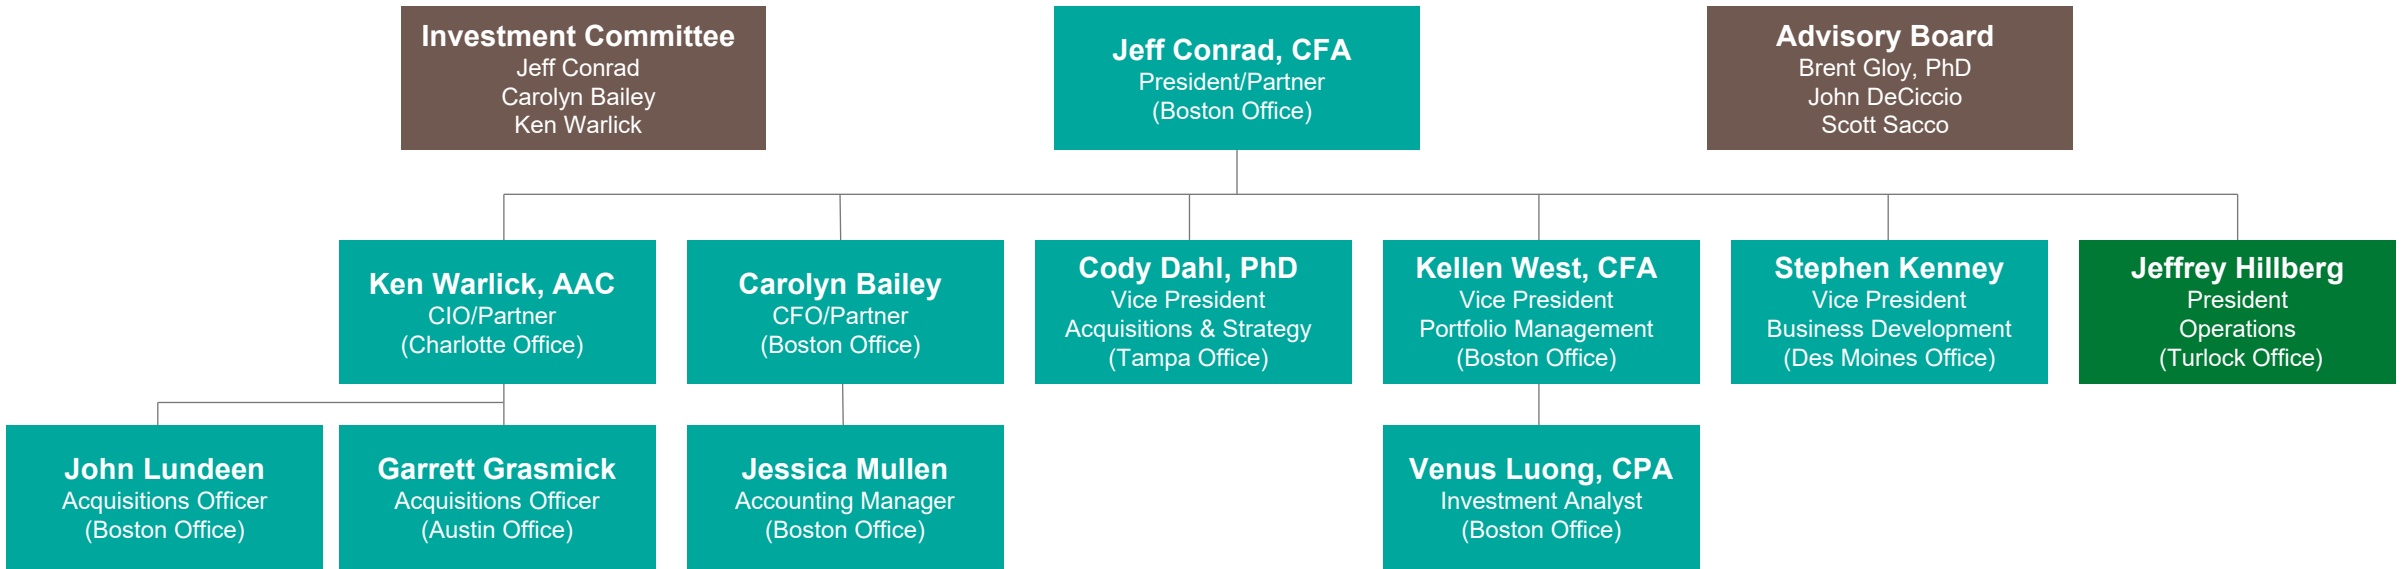 Investment Committee
Jeff Conrad
Carolyn Bailey
Ken Warlick
Jeff Conrad, CFA
President/Partner
(Boston Office)
Advisory Board
Brent Gloy, PhD
John DeCiccio
Scott Sacco
Ken Warlick, AAC
CIO/Partner
(Charlotte Office)
Carolyn Bailey
CFO/Partner
(Boston Office)
Cody Dahl, PhD
Vice President
Acquisitions & Strategy
(Tampa Office)
Kellen West, CFA
Vice President
Portfolio Management
(Boston Office)
Stephen Kenney
Vice President
Business Development
(Des Moines Office)
Jeffrey Hillberg
President
Operations
(Turlock Office)
John Lundeen
Acquisitions Officer
(Boston Office)
Garrett Grasmick
Acquisitions Officer
(Austin Office)
Jessica Mullen
Accounting Manager
(Boston Office)
Venus Luong, CPA
Investment Analyst
(Boston Office)